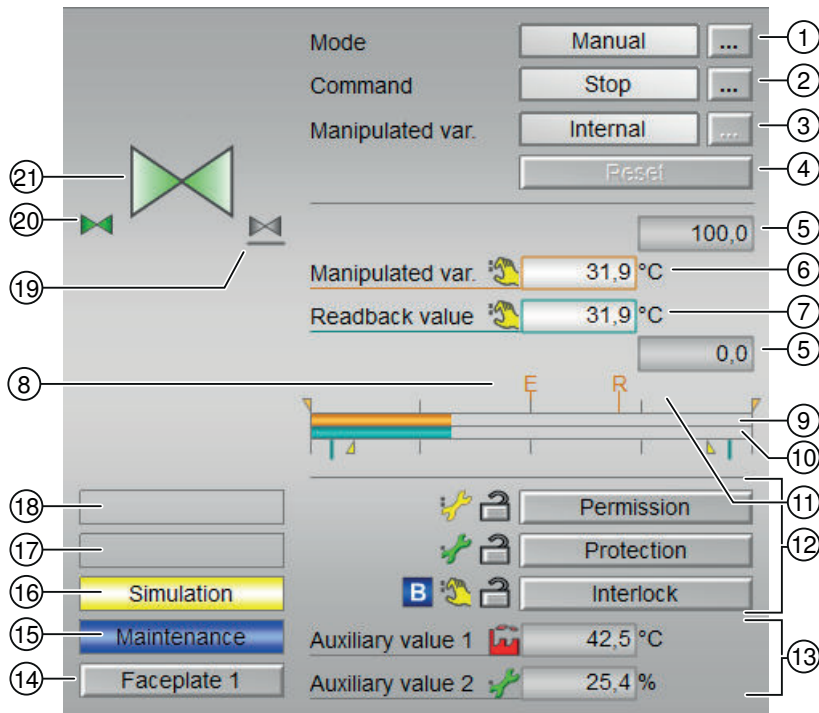 Mode Manual ... 1
Command Stop ... 2
Manipulated var. Internal ... 3
Reset 4
21
20
100,0 5
19
Manipulated var. 31,9 °C 6
Readback value 31,9 °C 7
0,0 5
8 E R
9
10
11
18 Permission
12
17 Protection
16 Simulation B Interlock
15 Maintenance Auxiliary value 1 42,5 °C
13
14 Faceplate 1 Auxiliary value 2 25,4 %